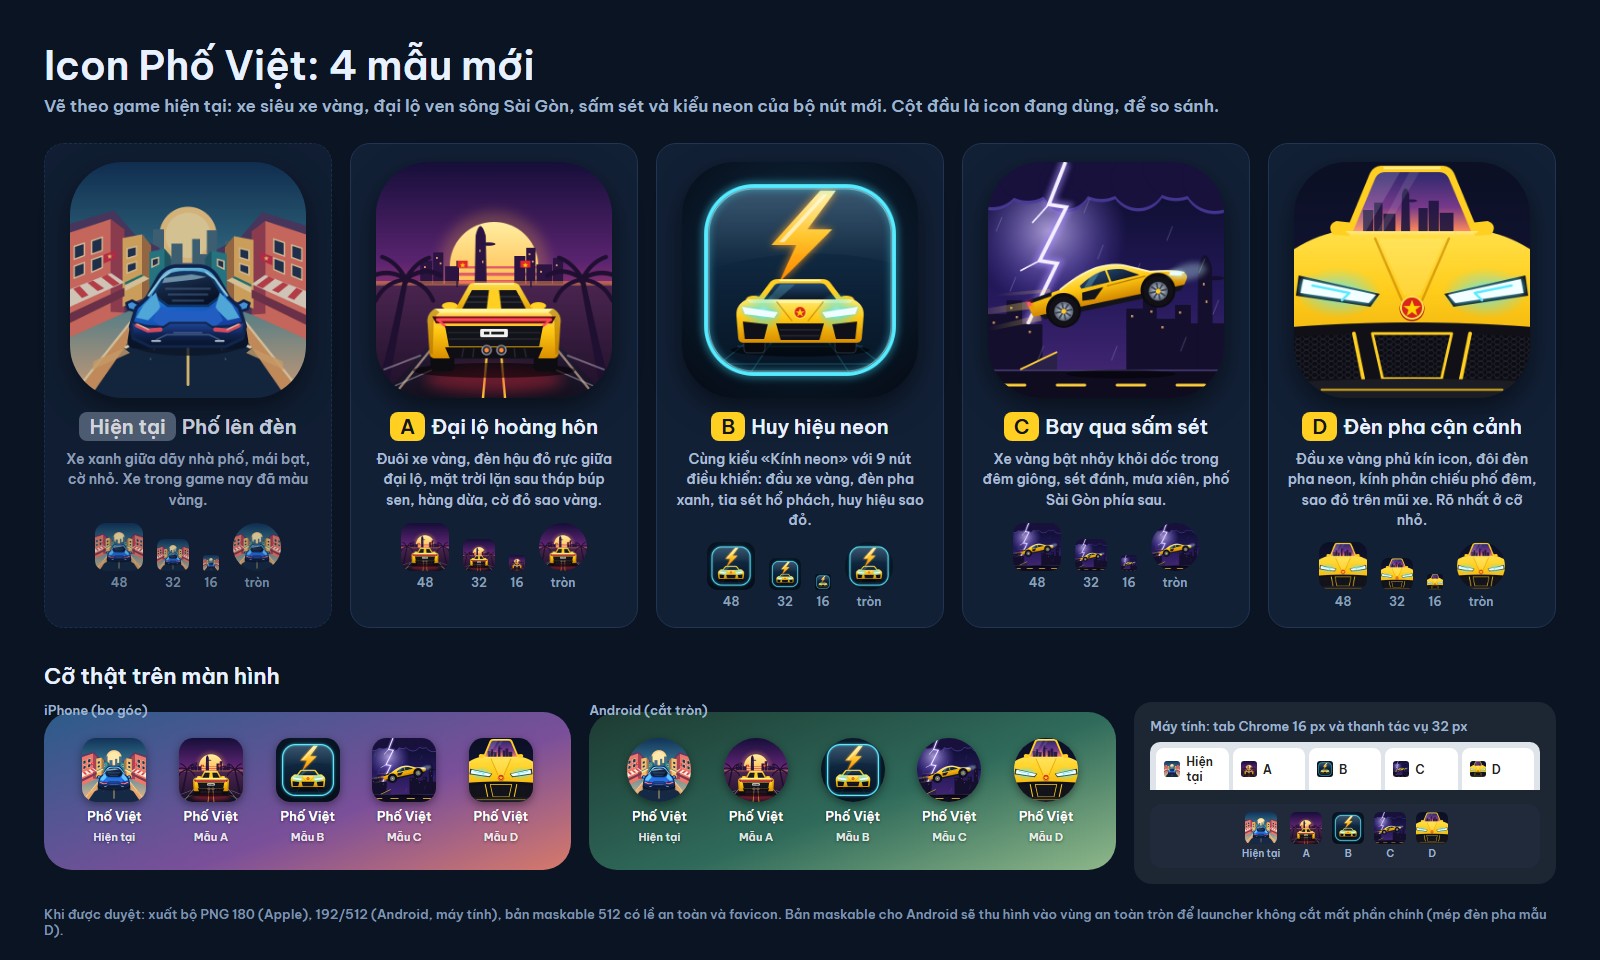 Icon Phố Việt: 4 mẫu mới
Vẽ theo game hiện tại: xe siêu xe vàng, đại lộ ven sông Sài Gòn, sấm sét và kiểu neon của bộ nút mới. Cột đầu là icon đang dùng, để so sánh.
Hiện tại Phố lên đèn
Xe xanh giữa dãy nhà phố, mái bạt,
cờ nhỏ. Xe trong game nay đã màu
vàng.
48 32 16 tròn
A Đại lộ hoàng hôn
Đuôi xe vàng, đèn hậu đỏ rực giữa
đại lộ, mặt trời lặn sau tháp búp
sen, hàng dừa, cờ đỏ sao vàng.
48 32 16 tròn
B Huy hiệu neon
Cùng kiểu «Kính neon» với 9 nút
điều khiển: đầu xe vàng, đèn pha
xanh, tia sét hổ phách, huy hiệu sao
đỏ.
48 32 16 tròn
C Bay qua sấm sét
Xe vàng bật nhảy khỏi dốc trong
đêm giông, sét đánh, mưa xiên, phố
Sài Gòn phía sau.
48 32 16 tròn
D Đèn pha cận cảnh
Đầu xe vàng phủ kín icon, đôi đèn
pha neon, kính phản chiếu phố đêm,
sao đỏ trên mũi xe. Rõ nhất ở cỡ
nhỏ.
48 32 16 tròn
Cỡ thật trên màn hình
iPhone (bo góc)
Phố Việt Phố Việt Phố Việt Phố Việt Phố Việt
Hiện tại Mẫu A Mẫu B Mẫu C Mẫu D
Android (cắt tròn)
Phố Việt Phố Việt Phố Việt Phố Việt Phố Việt
Hiện tại Mẫu A Mẫu B Mẫu C Mẫu D
Máy tính: tab Chrome 16 px và thanh tác vụ 32 px
Hiện
tại
A B C D
Hiện tại A B C D
Khi được duyệt: xuất bộ PNG 180 (Apple), 192/512 (Android, máy tính), bản maskable 512 có lề an toàn và favicon. Bản maskable cho Android sẽ thu hình vào vùng an toàn tròn để launcher không cắt mất phần chính (mép đèn pha mẫu
D).